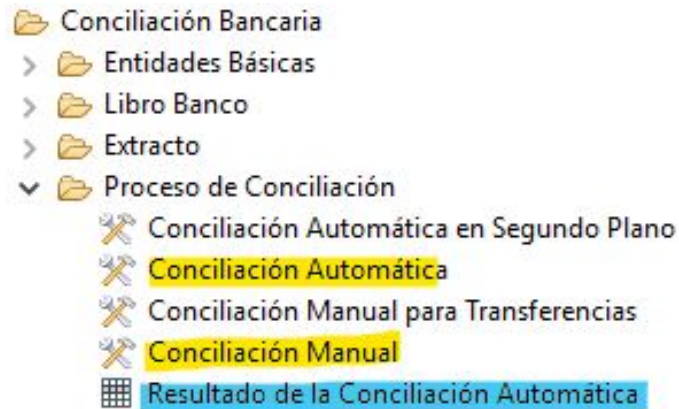 Conciliación Bancaria
Entidades Básicas
Libro Banco
Extracto
Proceso de Conciliación
Conciliación Automática en Segundo Plano
Conciliación Automática
Conciliación Manual para Transferencias
Conciliación Manual
Resultado de la Conciliación Automática